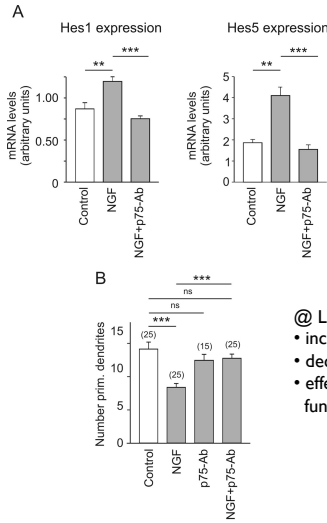 A
Hes1 expression
Hes5 expression
***
***
**
**
mRNA levels
(arbitrary units)
1.00
0.50
0
Control
NGF
NGF+p75-Ab
mRNA levels
(arbitrary units)
5
4
3
2
1
0
Control
NGF
NGF+p75-Ab
B
***
ns
ns
***
Number prim. dendrites
15
10
5
0
(25)
(25)
(15)
(25)
Control
NGF
p75-Ab
NGF+p75-Ab
@ L
• inc
• dec
• effe
func